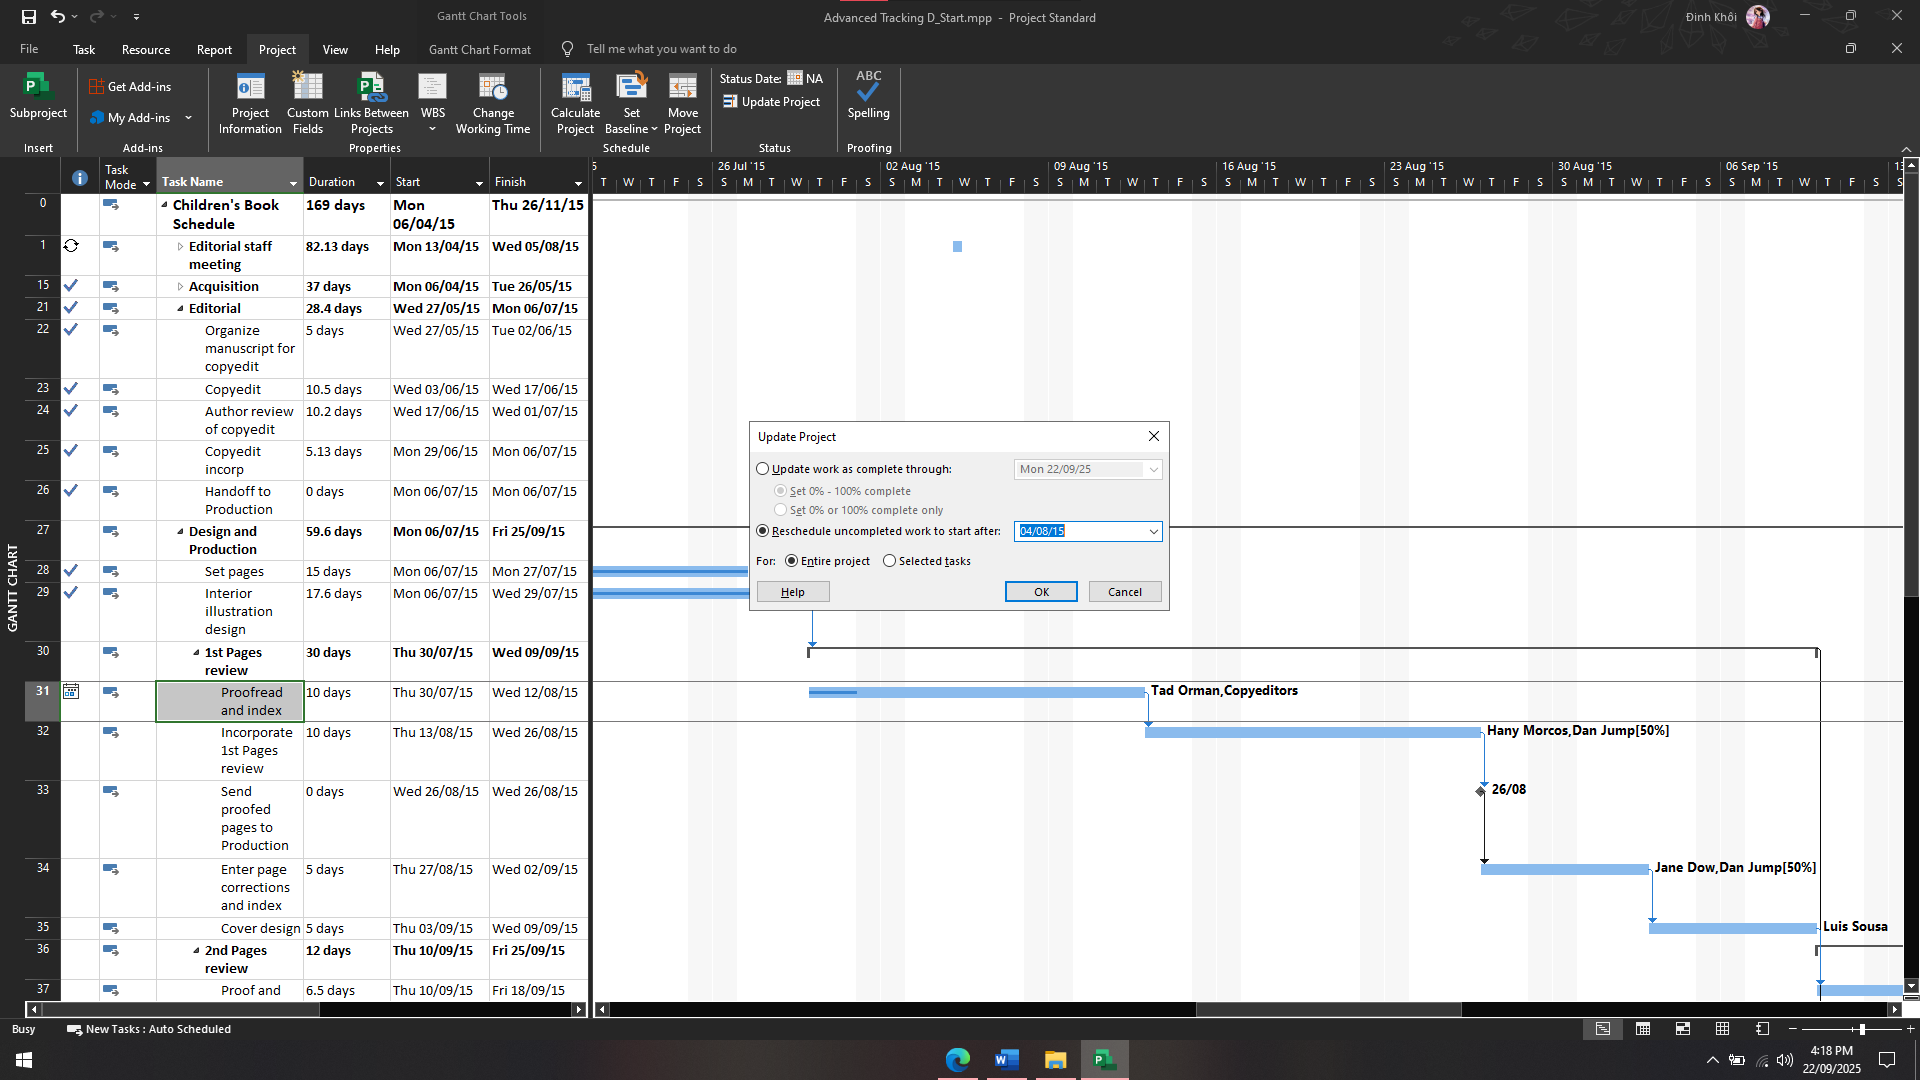 Gantt Chart Tools
Advanced Tracking D_Start.mpp - Project Standard
Đinh Khôi
File Task Resource Report Project View Help Gantt Chart Format Tell me what you want to do
Subproject
Insert
Get Add-ins
My Add-ins
Add-ins
Project Information
Custom Fields
Links Between Projects
WBS
Change Working Time
Properties
Calculate Project
Set Baseline
Move Project
Schedule
Status Date: NA
Update Project
Status
ABC
Spelling
Proofing
GANTT CHART
Task Mode Task Name Duration Start Finish
5 26 Jul '15 02 Aug '15 09 Aug '15 16 Aug '15 23 Aug '15 30 Aug '15 06 Sep '15 13
T W T F S S M T W T F S S M T W T F S S M T W T F S S M T W T F S S M T W T F S S M T W T F S S M T W T F S S
0 Children's Book Schedule 169 days Mon 06/04/15 Thu 26/11/15
1 Editorial staff meeting 82.13 days Mon 13/04/15 Wed 05/08/15
15 Acquisition 37 days Mon 06/04/15 Tue 26/05/15
21 Editorial 28.4 days Wed 27/05/15 Mon 06/07/15
22 Organize manuscript for copyedit 5 days Wed 27/05/15 Tue 02/06/15
23 Copyedit 10.5 days Wed 03/06/15 Wed 17/06/15
24 Author review of copyedit 10.2 days Wed 17/06/15 Wed 01/07/15
25 Copyedit incorp 5.13 days Mon 29/06/15 Mon 06/07/15
26 Handoff to Production 0 days Mon 06/07/15 Mon 06/07/15
27 Design and Production 59.6 days Mon 06/07/15 Fri 25/09/15
28 Set pages 15 days Mon 06/07/15 Mon 27/07/15
29 Interior illustration design 17.6 days Mon 06/07/15 Wed 29/07/15
30 1st Pages review 30 days Thu 30/07/15 Wed 09/09/15
31 Proofread and index 10 days Thu 30/07/15 Wed 12/08/15
32 Incorporate 1st Pages review 10 days Thu 13/08/15 Wed 26/08/15
33 Send proofed pages to Production 0 days Wed 26/08/15 Wed 26/08/15
34 Enter page corrections and index 5 days Thu 27/08/15 Wed 02/09/15
35 Cover design 5 days Thu 03/09/15 Wed 09/09/15
36 2nd Pages review 12 days Thu 10/09/15 Fri 25/09/15
37 Proof and 6.5 days Thu 10/09/15 Fri 18/09/15
Tad Orman,Copyeditors
Hany Morcos,Dan Jump[50%]
26/08
Jane Dow,Dan Jump[50%]
Luis Sousa
Update Project
Update work as complete through: Mon 22/09/25
Set 0% - 100% complete
Set 0% or 100% complete only
Reschedule uncompleted work to start after: 04/08/15
For: Entire project Selected tasks
Help OK Cancel
Busy New Tasks : Auto Scheduled
4:18 PM
22/09/2025